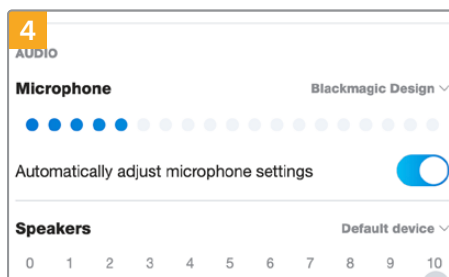 4
AUDIO
Microphone Blackmagic Design
Automatically adjust microphone settings
Speakers Default device
0 1 2 3 4 5 6 7 8 9 10